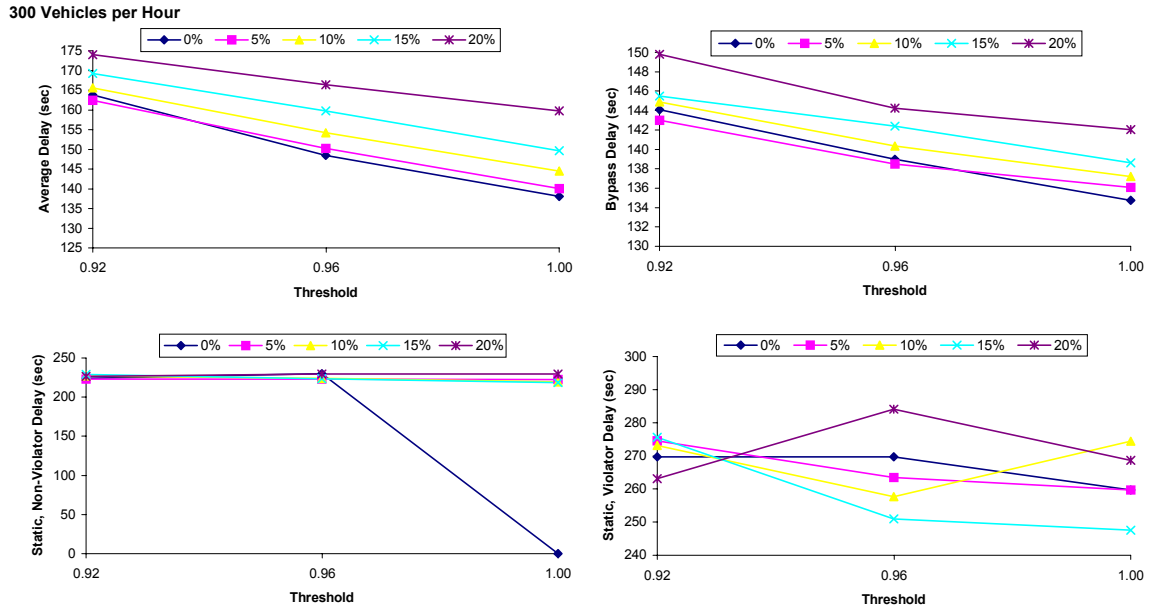 300 Vehicles per Hour
0% 5% 10% 15% 20%
175
170
165
160
155
150
145
140
135
130
125
Average Delay (sec)
0.92 0.96 1.00
Threshold
0% 5% 10% 15% 20%
150
148
146
144
142
140
138
136
134
132
130
Bypass Delay (sec)
0.92 0.96 1.00
Threshold
0% 5% 10% 15% 20%
250
200
150
100
50
0
Static, Non-Violator Delay (sec)
0.92 0.96 1.00
Threshold
0% 5% 10% 15% 20%
300
290
280
270
260
250
240
Static, Violator Delay (sec)
0.92 0.96 1.00
Threshold